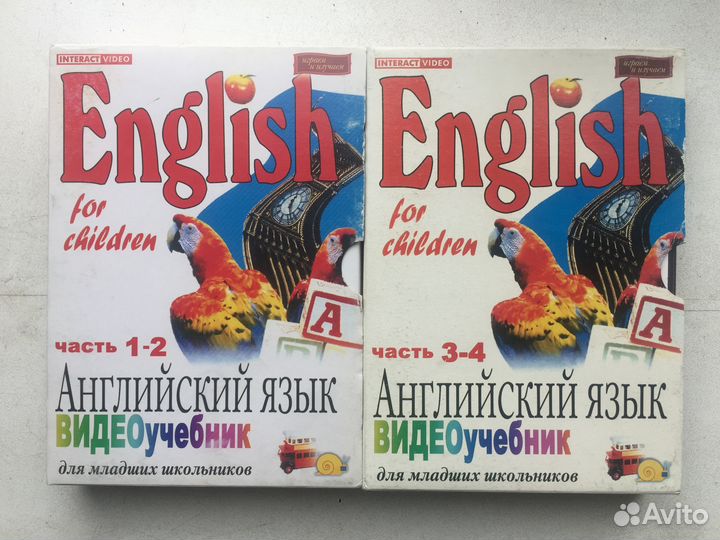 INTERACT VIDEO
играем
и изучаем
English
for
children
A
часть 1-2
Английский язык
ВИДЕОучебник
для младших школьников
INTERACT VIDEO
играем
и изучаем
English
for
children
A
часть 3-4
Английский язык
ВИДЕОучебник
для младших школьников
Avito